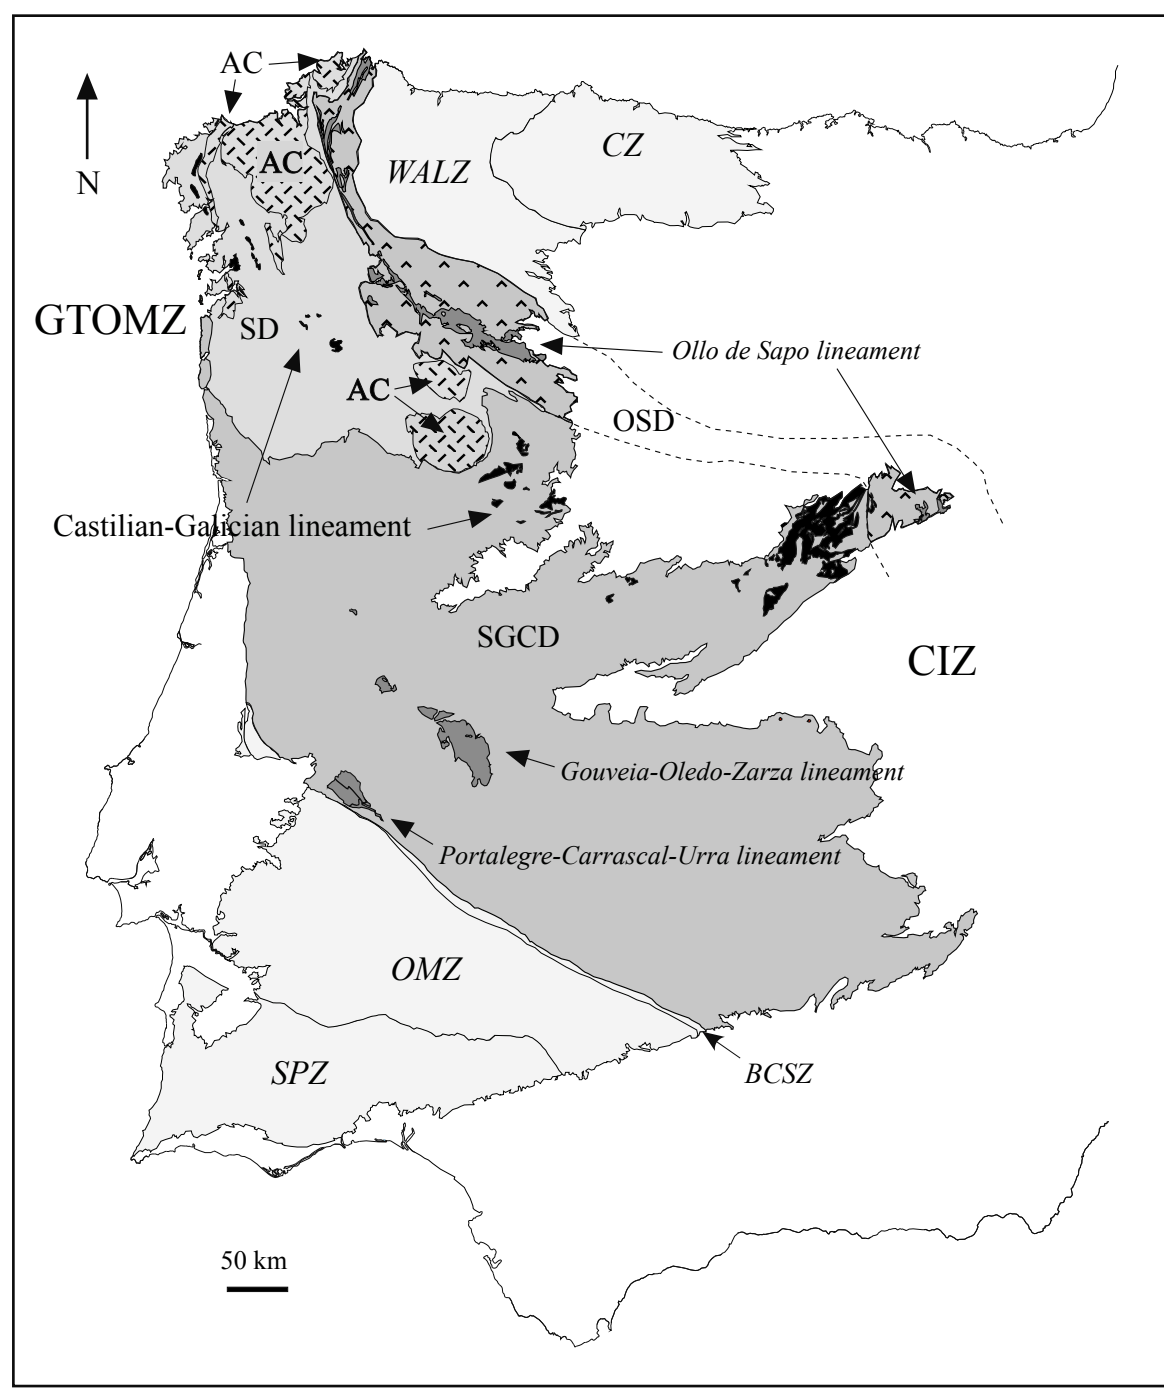 AC
N
AC
WALZ
CZ
GTOMZ
SD
Ollo de Sapo lineament
AC
OSD
Castilian-Galician lineament
SGCD
CIZ
Gouveia-Oledo-Zarza lineament
Portalegre-Carrascal-Urra lineament
OMZ
SPZ
BCSZ
50 km